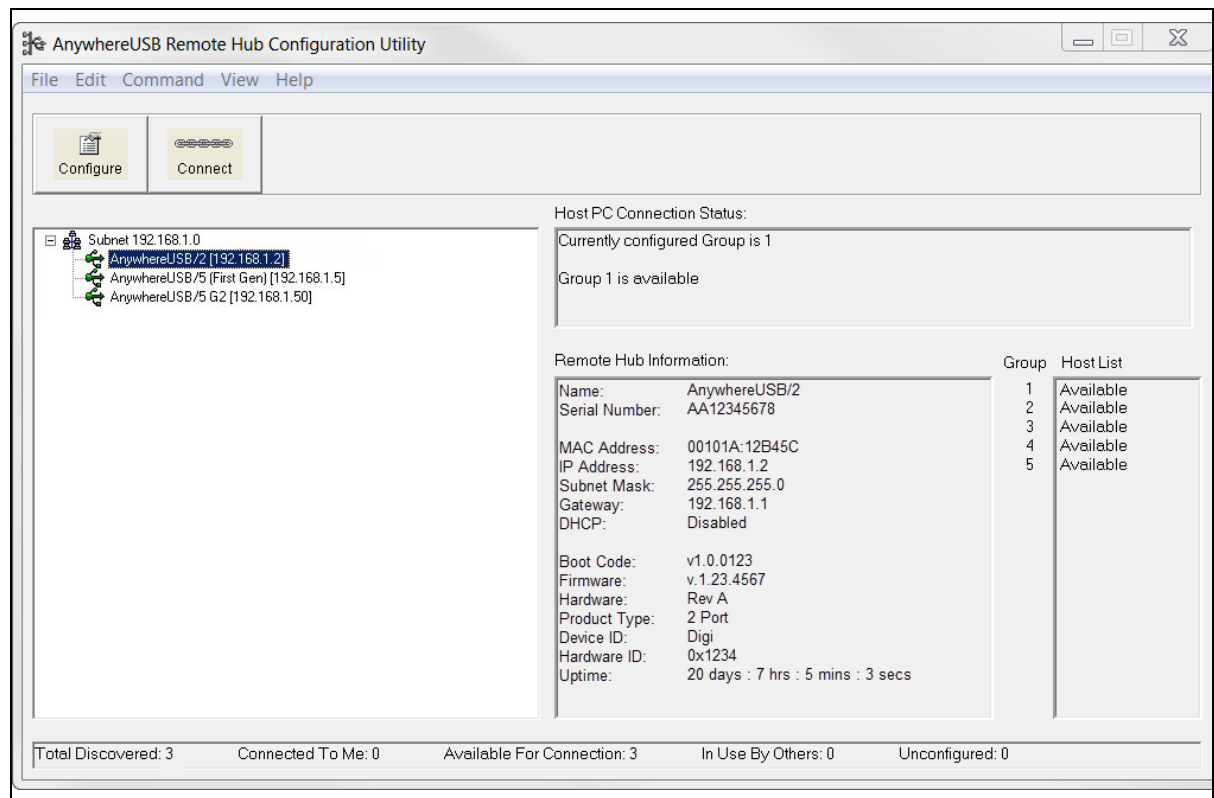 AnywhereUSB Remote Hub Configuration Utility
File Edit Command View Help
Configure Connect
Subnet 192.168.1.0
AnywhereUSB/2 [192.168.1.2]
AnywhereUSB/5 (First Gen) [192.168.1.5]
AnywhereUSB/5 G2 [192.168.1.50]
Host PC Connection Status:
Currently configured Group is 1
Group 1 is available
Remote Hub Information:
Name: AnywhereUSB/2
Serial Number: AA12345678
MAC Address: 00101A:12B45C
IP Address: 192.168.1.2
Subnet Mask: 255.255.255.0
Gateway: 192.168.1.1
DHCP: Disabled
Boot Code: v1.0.0123
Firmware: v.1.23.4567
Hardware: Rev A
Product Type: 2 Port
Device ID: Digi
Hardware ID: 0x1234
Uptime: 20 days : 7 hrs : 5 mins : 3 secs
Group Host List
1 Available
2 Available
3 Available
4 Available
5 Available
Total Discovered: 3 Connected To Me: 0 Available For Connection: 3 In Use By Others: 0 Unconfigured: 0